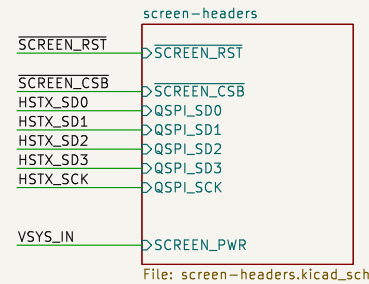 screen-headers
SCREEN_RST SCREEN_RST
SCREEN_CSB SCREEN_CSB
HSTX_SD0 QSPI_SD0
HSTX_SD1 QSPI_SD1
HSTX_SD2 QSPI_SD2
HSTX_SD3 QSPI_SD3
HSTX_SCK QSPI_SCK
VSYS_IN SCREEN_PWR
File: screen-headers.kicad_sch